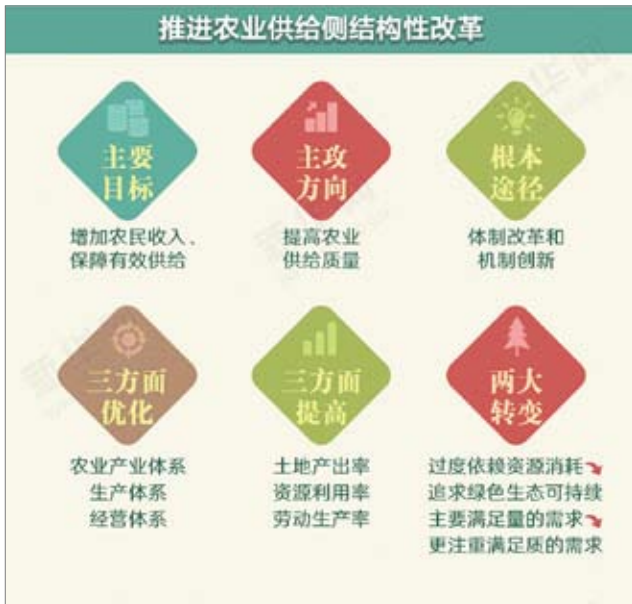 推进农业供给侧结构性改革
主要
目标
增加农民收入、
保障有效供给
主攻
方向
提高农业
供给质量
根本
途径
体制改革和
机制创新
三方面
优化
农业产业体系
生产体系
经营体系
三方面
提高
土地产出率
资源利用率
劳动生产率
两大
转变
过度依赖资源消耗
追求绿色生态可持续
主要满足量的需求
更注重满足质的需求